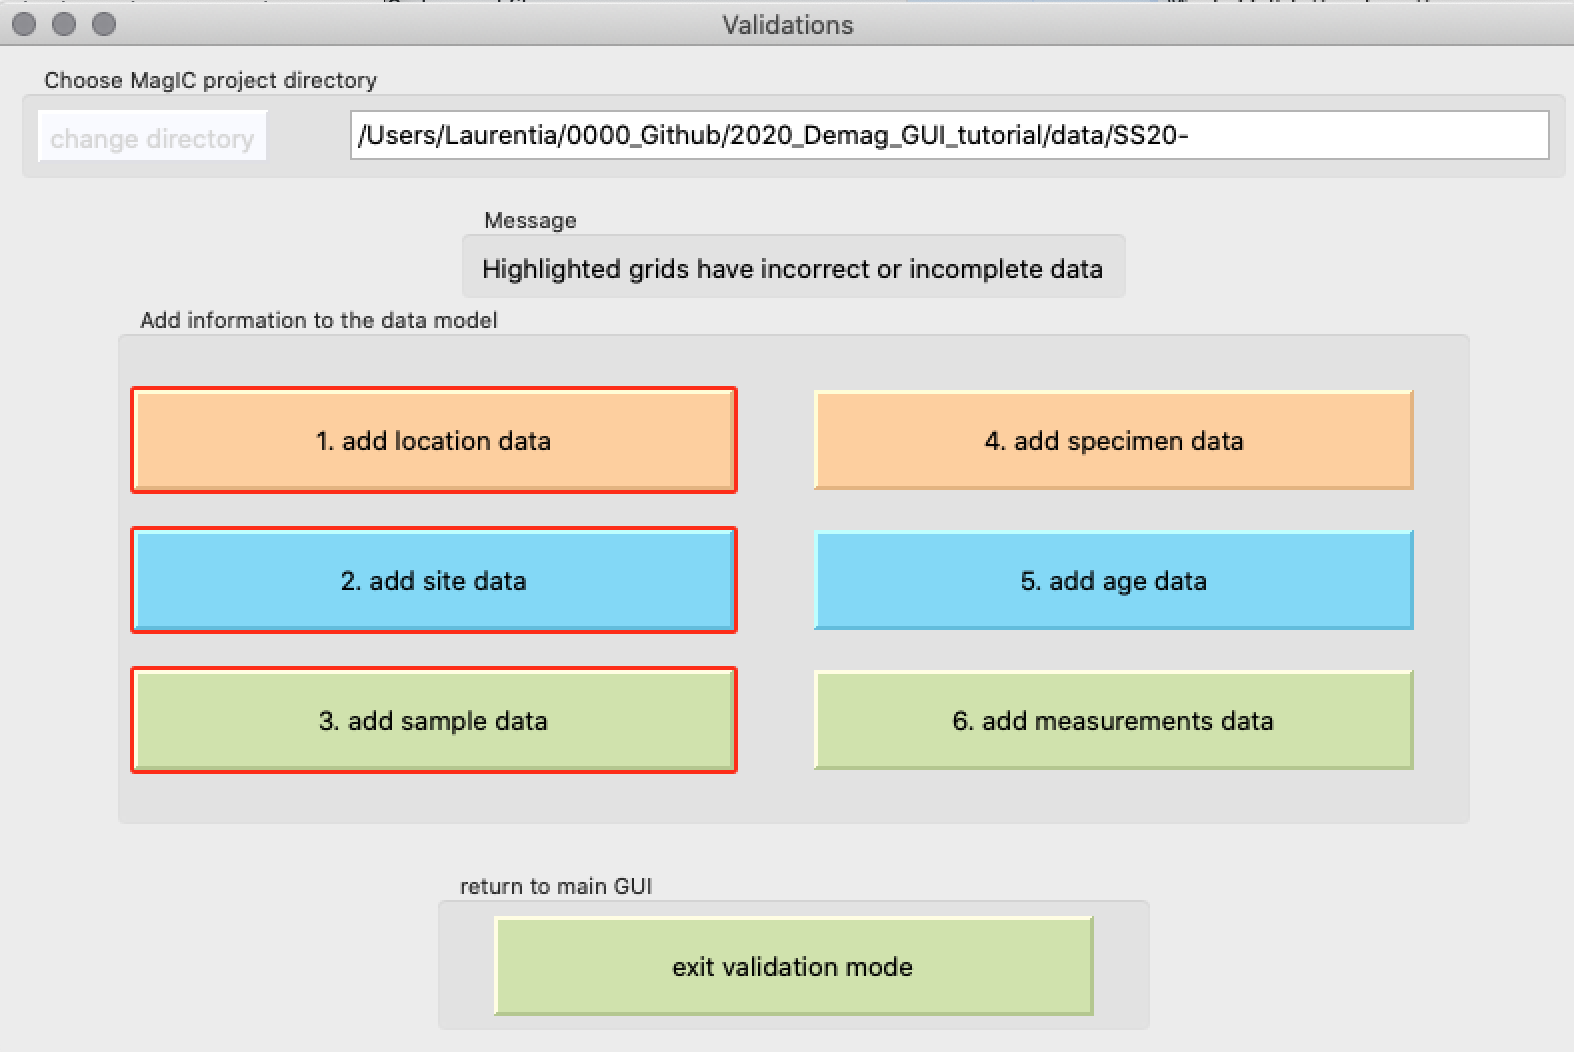 Validations
Choose MagIC project directory
change directory
/Users/Laurentia/0000_Github/2020_Demag_GUI_tutorial/data/SS20-
Message
Highlighted grids have incorrect or incomplete data
Add information to the data model
1. add location data
4. add specimen data
2. add site data
5. add age data
3. add sample data
6. add measurements data
return to main GUI
exit validation mode